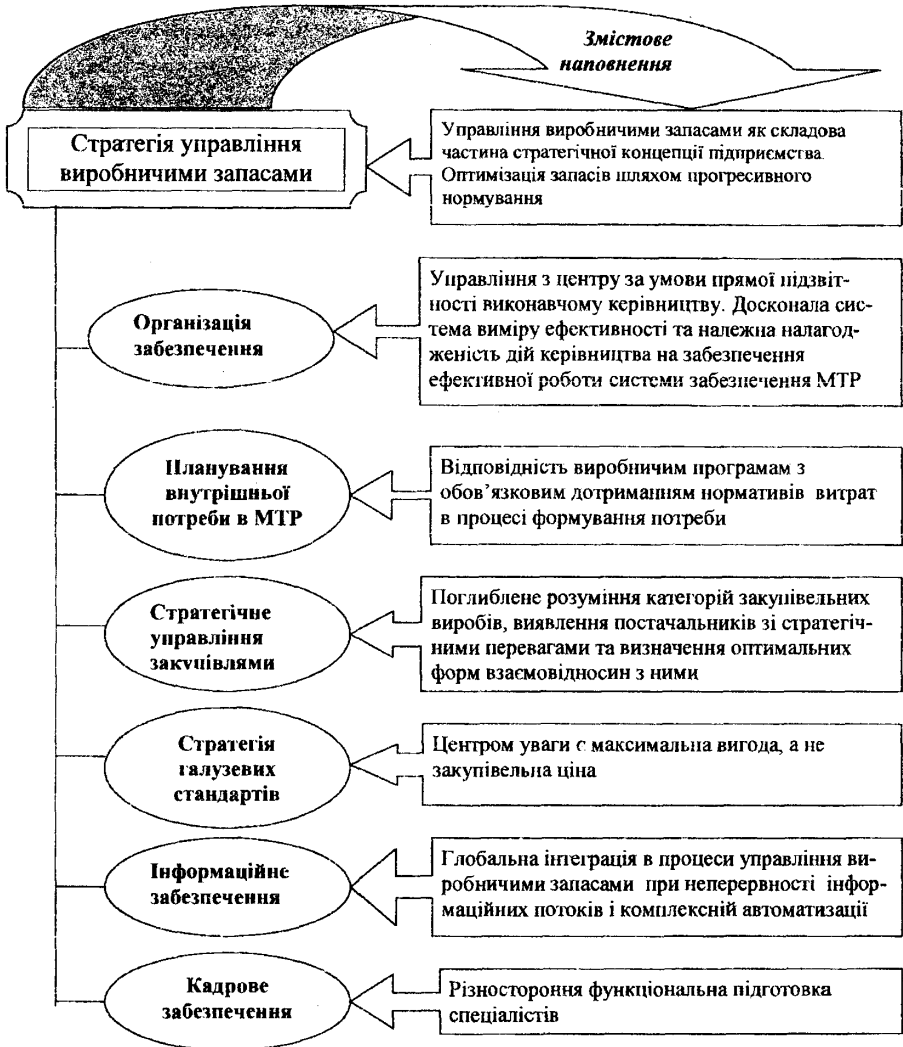 Змістове
наповнення
Стратегія управління
виробничими запасами
Управління виробничими запасами як складова
частина стратегічної концепції підприємства.
Оптимізація запасів шляхом прогресивного
нормування
Організація
забезпечення
Управління з центру за умови прямої підзвіт-
ності виконавчому керівництву. Досконала сис-
тема виміру ефективності та належна налагод-
женість дій керівництва на забезпечення
ефективної роботи системи забезпечення МТР
Планування
внутрішньої
потреби в МТР
Відповідність виробничим програмам з
обов’язковим дотриманням нормативів витрат
в процесі формування потреби
Стратегічне
управління
закупівлями
Поглиблене розуміння категорій закупівельних
виробів, виявлення постачальників зі стратегіч-
ними перевагами та визначення оптимальних
форм взаємовідносин з ними
Стратегія
галузевих
стандартів
Центром уваги є максимальна вигода, а не
закупівельна ціна
Інформаційне
забезпечення
Глобальна інтеграція в процеси управління ви-
робничими запасами при неперервності інфор-
маційних потоків і комплексній автоматизації
Кадрове
забезпечення
Різностороння функціональна підготовка
спеціалістів